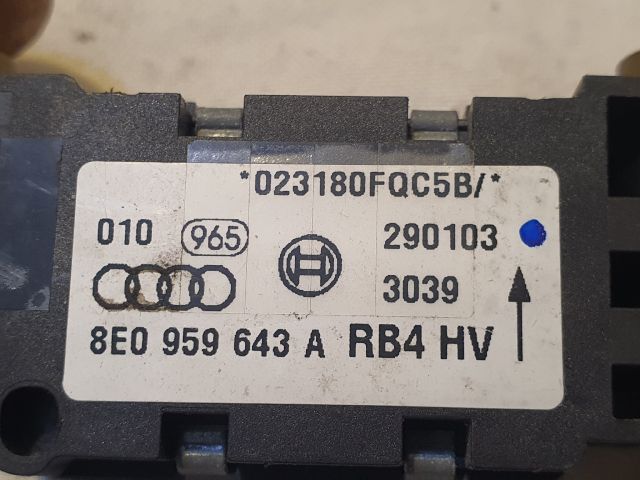 *023180FQC5B/*
010 965 290103
3039
8E0 959 643 A RB4 HV